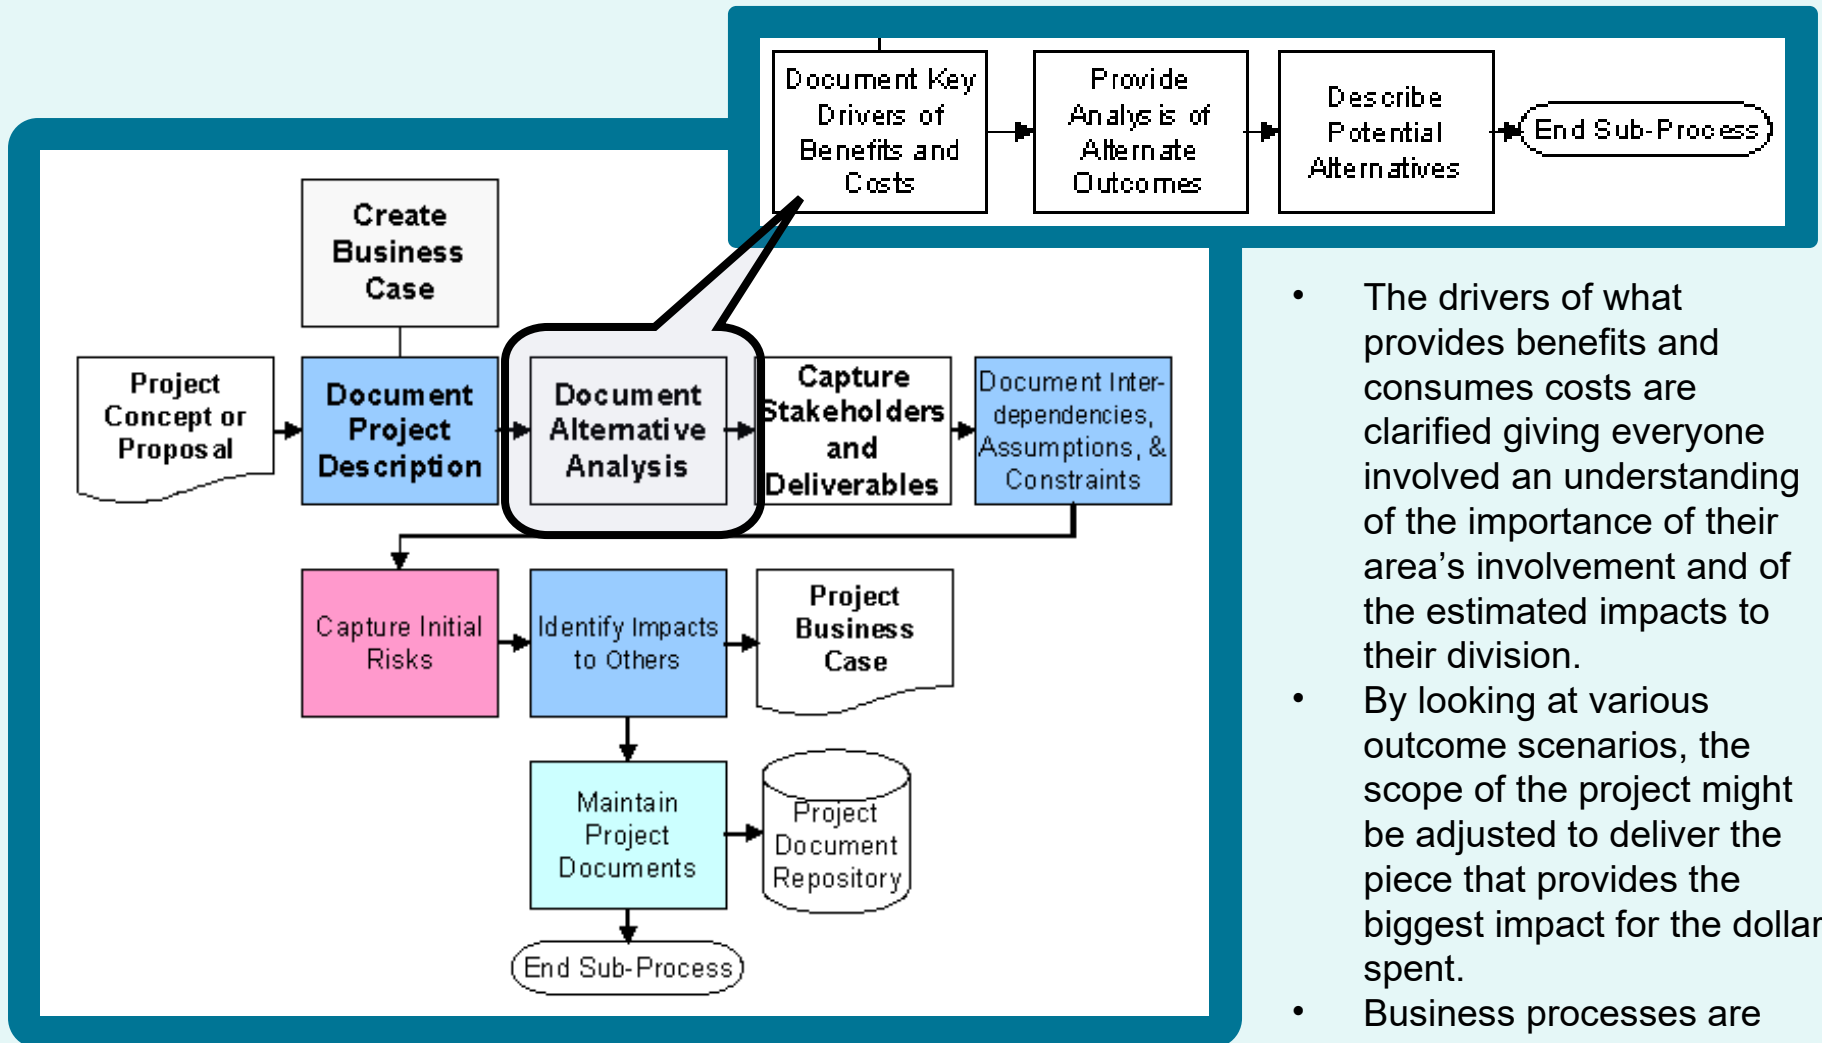 Document Key
Drivers of
Benefits and
Costs
Provide
Analysis of
Alternate
Outcomes
Describe
Potential
Alternatives
End Sub-Process
Create
Business
Case
Project
Concept or
Proposal
Document
Project
Description
Document
Alternative
Analysis
Capture
Stakeholders
and
Deliverables
Document Inter-
dependencies,
Assumptions, &
Constraints
Capture Initial
Risks
Identify Impacts
to Others
Project
Business
Case
Maintain
Project
Documents
Project
Document
Repository
End Sub-Process
• The drivers of what
provides benefits and
consumes costs are
clarified giving everyone
involved an understanding
of the importance of their
area’s involvement and of
the estimated impacts to
their division.
• By looking at various
outcome scenarios, the
scope of the project might
be adjusted to deliver the
piece that provides the
biggest impact for the dollar
spent.
• Business processes are